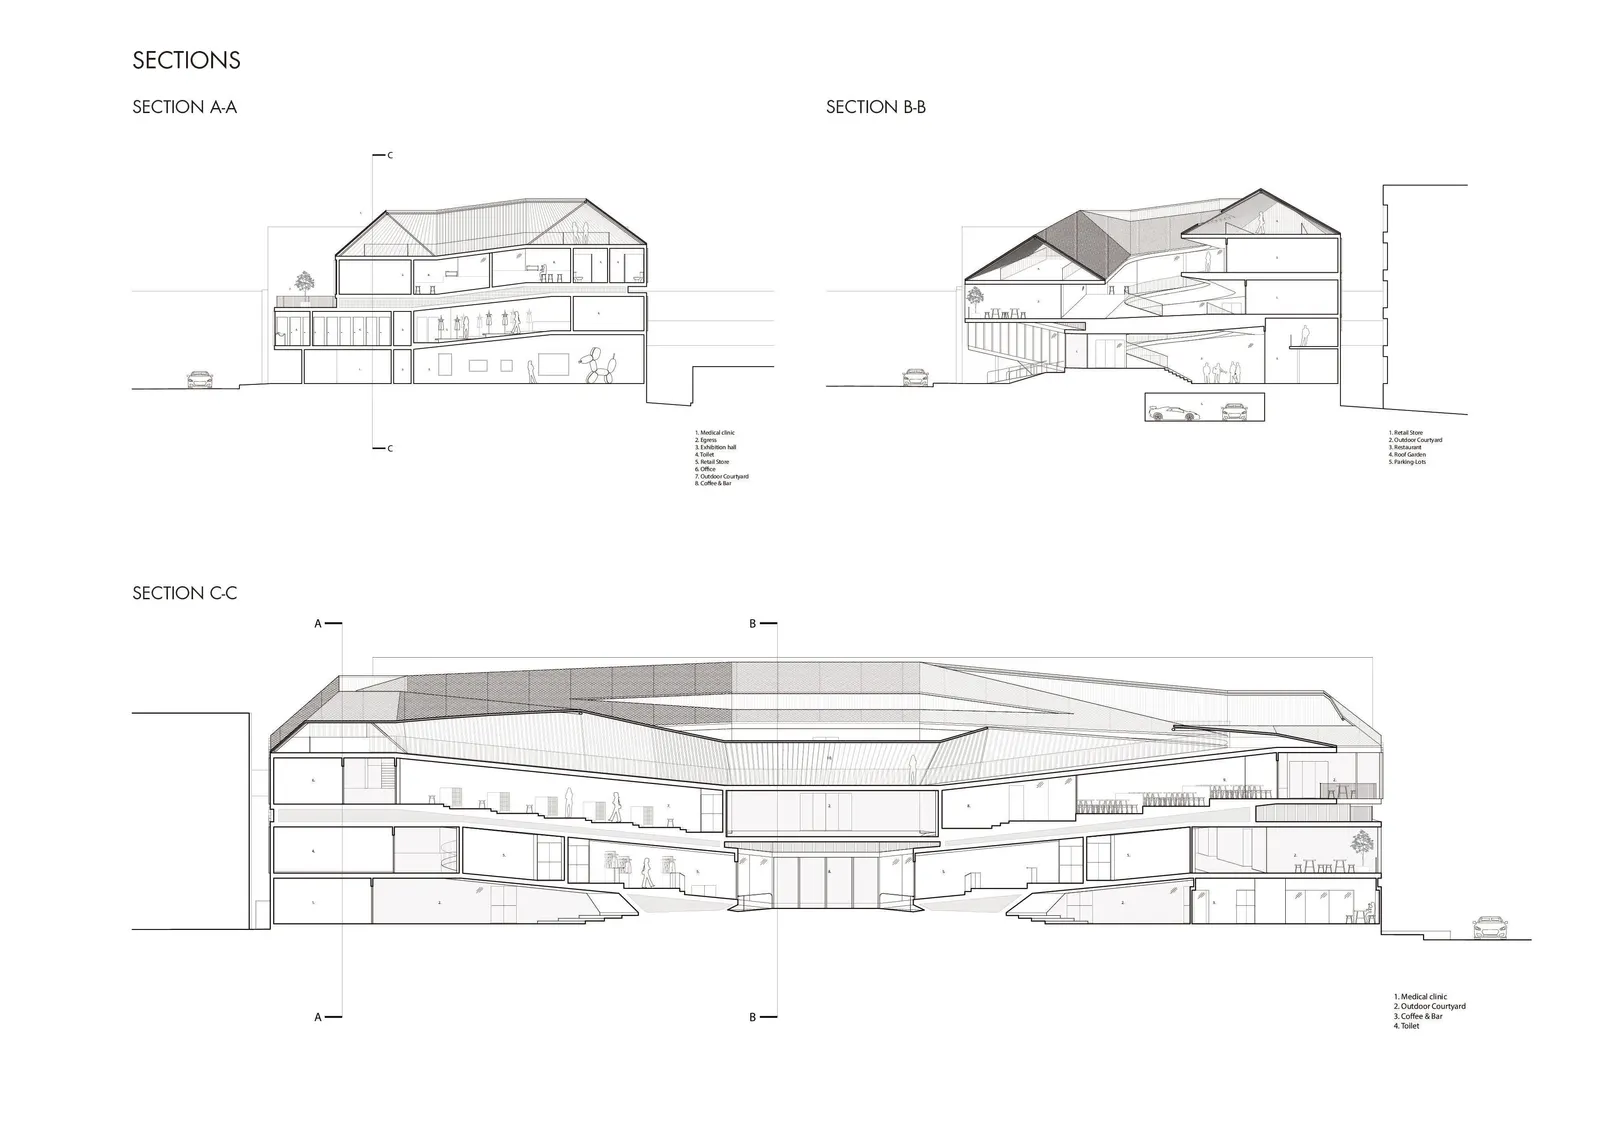 SECTIONS
SECTION A-A
SECTION B-B
C
C
1. Medical clinic
2. Egress
3. Exhibition hall
4. Toilet
5. Retail Store
6. Office
7. Outdoor Courtyard
8. Coffee & Bar
1. Retail Store
2. Outdoor Courtyard
3. Restaurant
4. Roof Garden
5. Parking-Lots
SECTION C-C
A
B
A
B
1. Medical clinic
2. Outdoor Courtyard
3. Coffee & Bar
4. Toilet